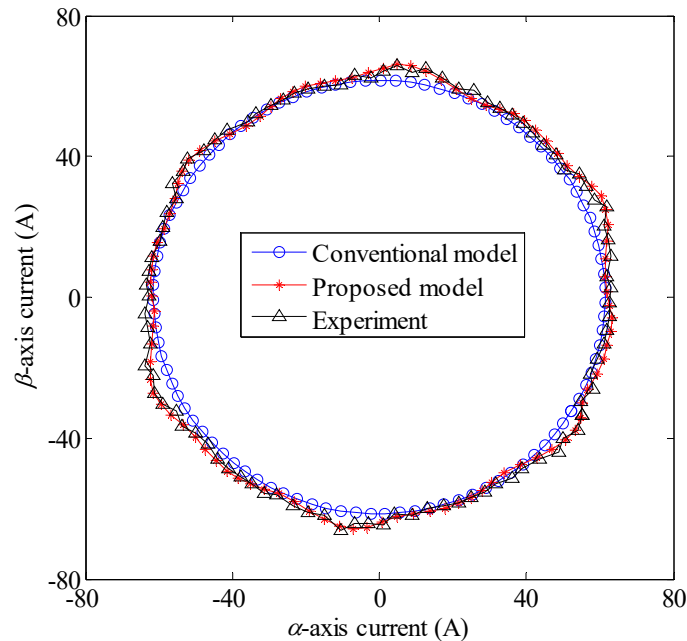 80
40
0
-40
-80
-80
-40
0
40
80
β-axis current (A)
α-axis current (A)
Conventional model
Proposed model
Experiment